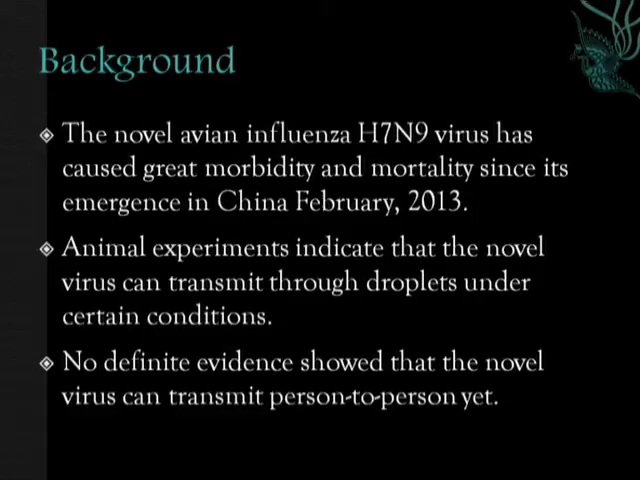 Background
The novel avian influenza H7N9 virus has
caused great morbidity and mortality since its
emergence in China February, 2013.
Animal experiments indicate that the novel
virus can transmit through droplets under
certain conditions.
No definite evidence showed that the novel
virus can transmit person-to-person yet.